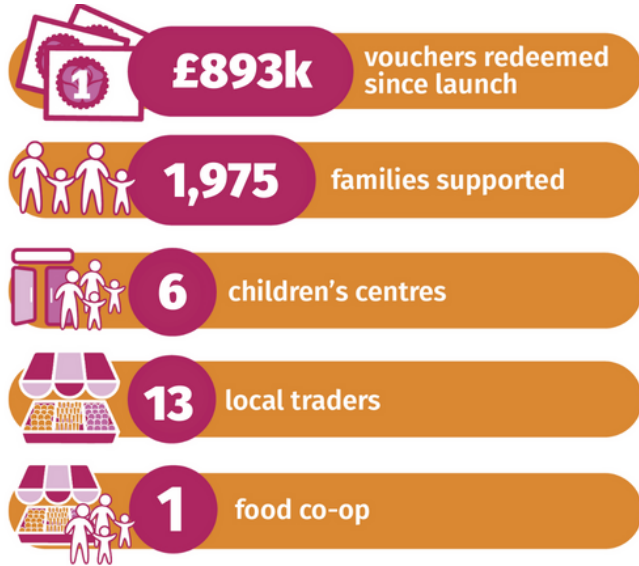 1
£893k
vouchers redeemed
since launch
1,975
families supported
6
children's centres
13
local traders
1
food co-op